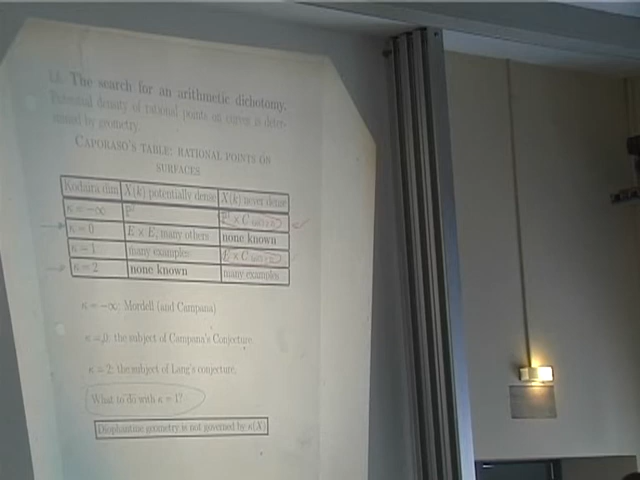 The search for an arithmetic dichotomy.
Potential density of rational points on curves is deter-
mined by geometry.
CAPORASO'S TABLE: RATIONAL POINTS ON
SURFACES
Kodaira dim X(k) potentially dense X(k) never dense
κ = −∞ P² P¹ × C
κ = 0 E × E, many others none known
κ = 1 many examples E × C
κ = 2 none known many examples
κ = −∞: Mordell (and Campana)
κ = 0: the subject of Campana's Conjecture
κ = 2: the subject of Lang's conjecture.
What to do with κ = 1?
Diophantine geometry is not governed by κ(X)